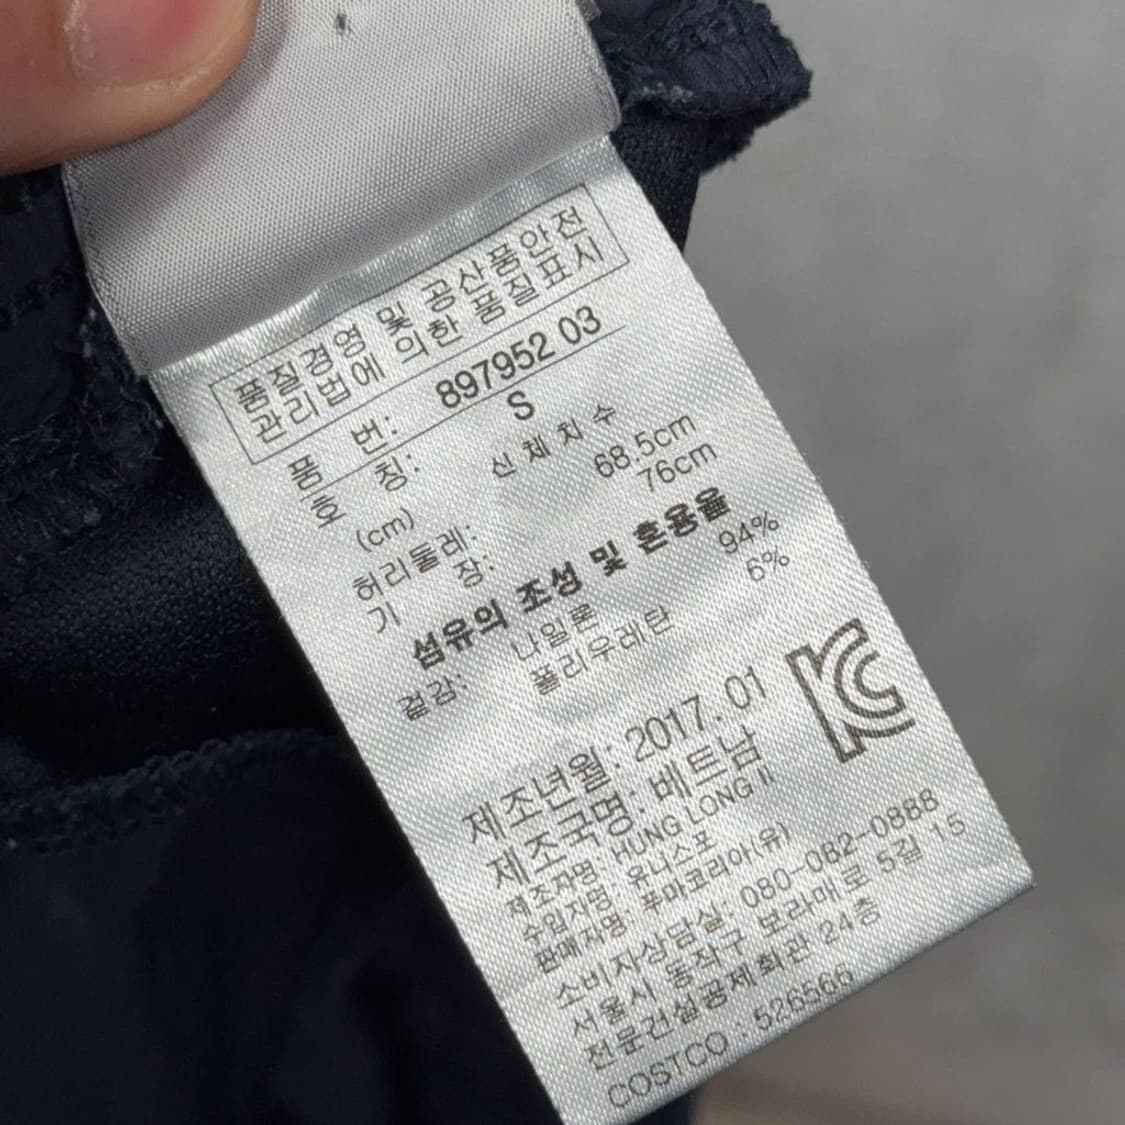 품질경영 및 공산품안전
관리법에 의한 품질표시
품 번: 897952 03
호 칭: S
(cm) 신체치수
허리둘레: 68.5cm
기 장: 76cm
섬유의 조성 및 혼용율
겉감: 나일론 94%
폴리우레탄 6%
제조년월: 2017. 01
제조국명: 베트남
제조자명: HUNG LONG II
수입자명: 유니스포
판매자명: 푸마코리아(유)
소비자상담실: 080-082-0888
서울시 동작구 보라매로 5길 15
전문건설공제회관 24층
COSTCO : 526566
KC